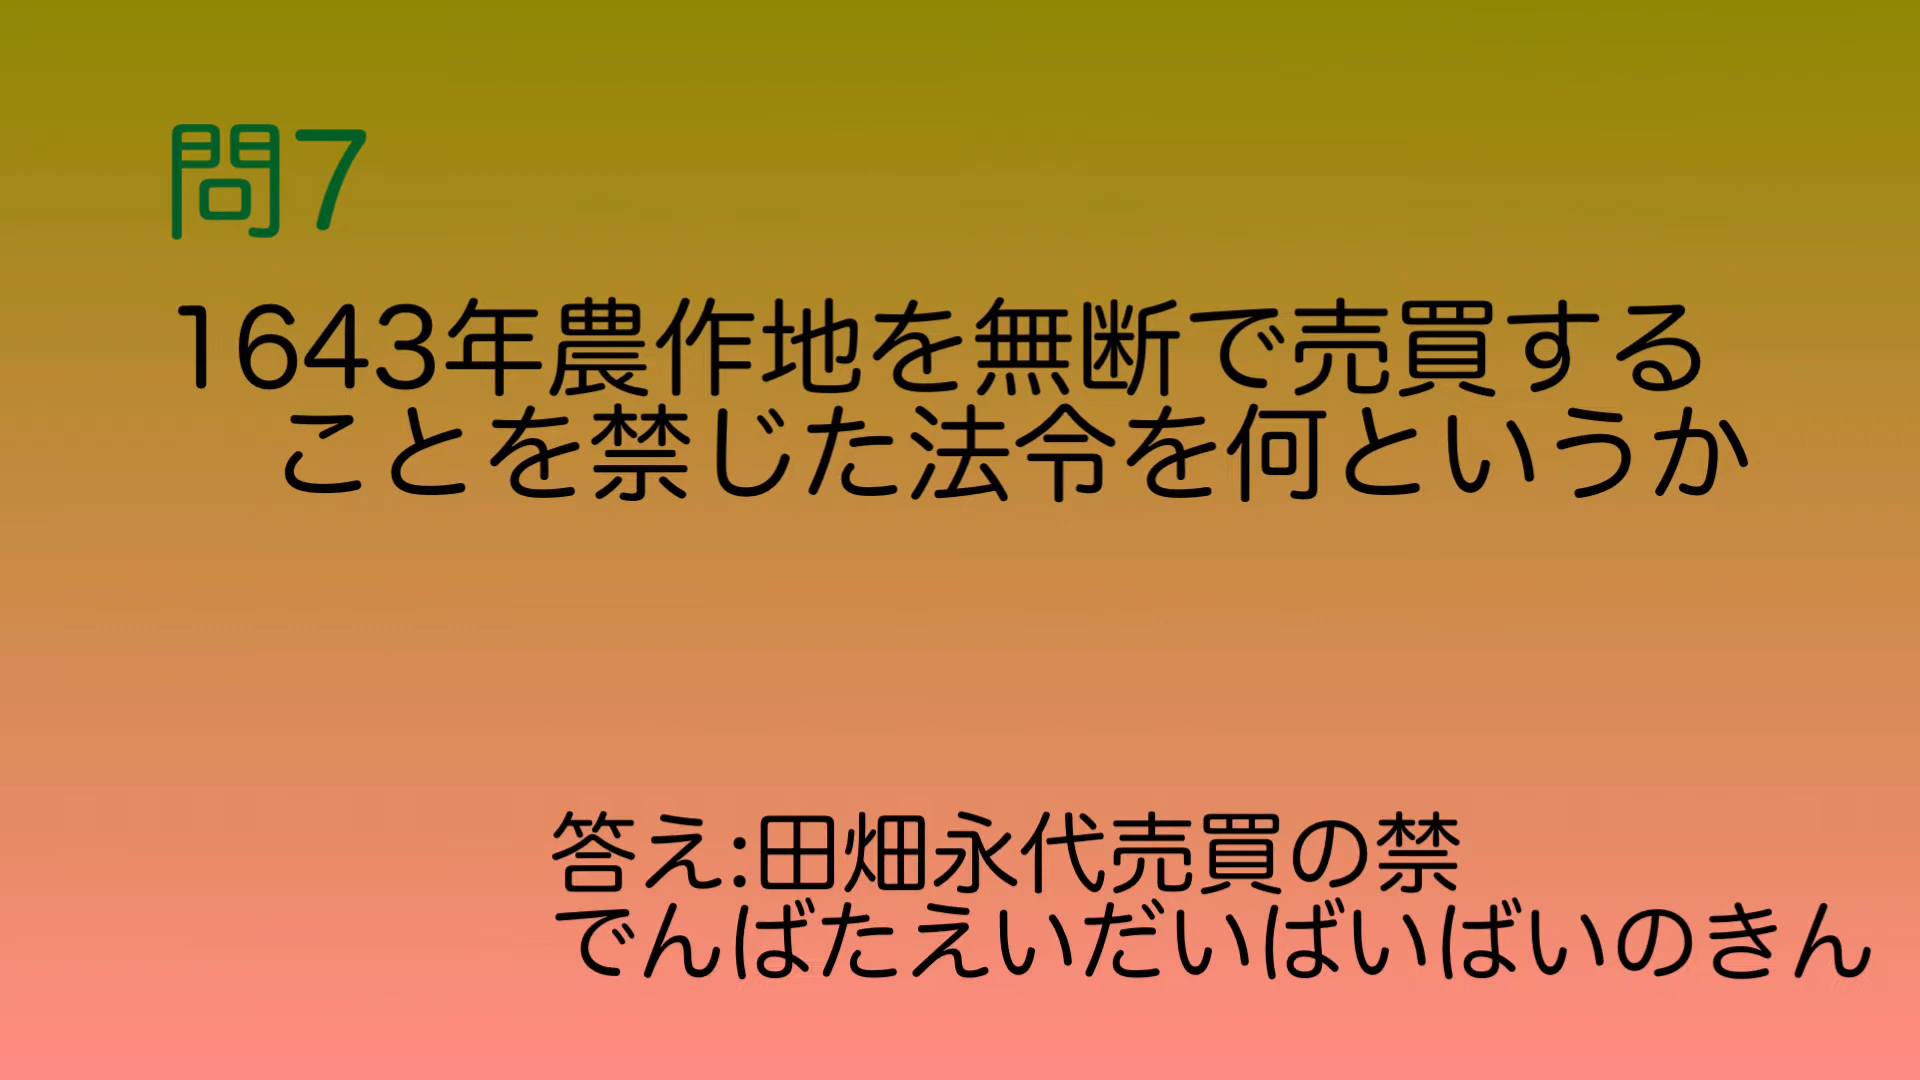 問7
1643年農作地を無断で売買する
ことを禁じた法令を何というか
答え:田畑永代売買の禁
でんばたえいだいばいばいのきん